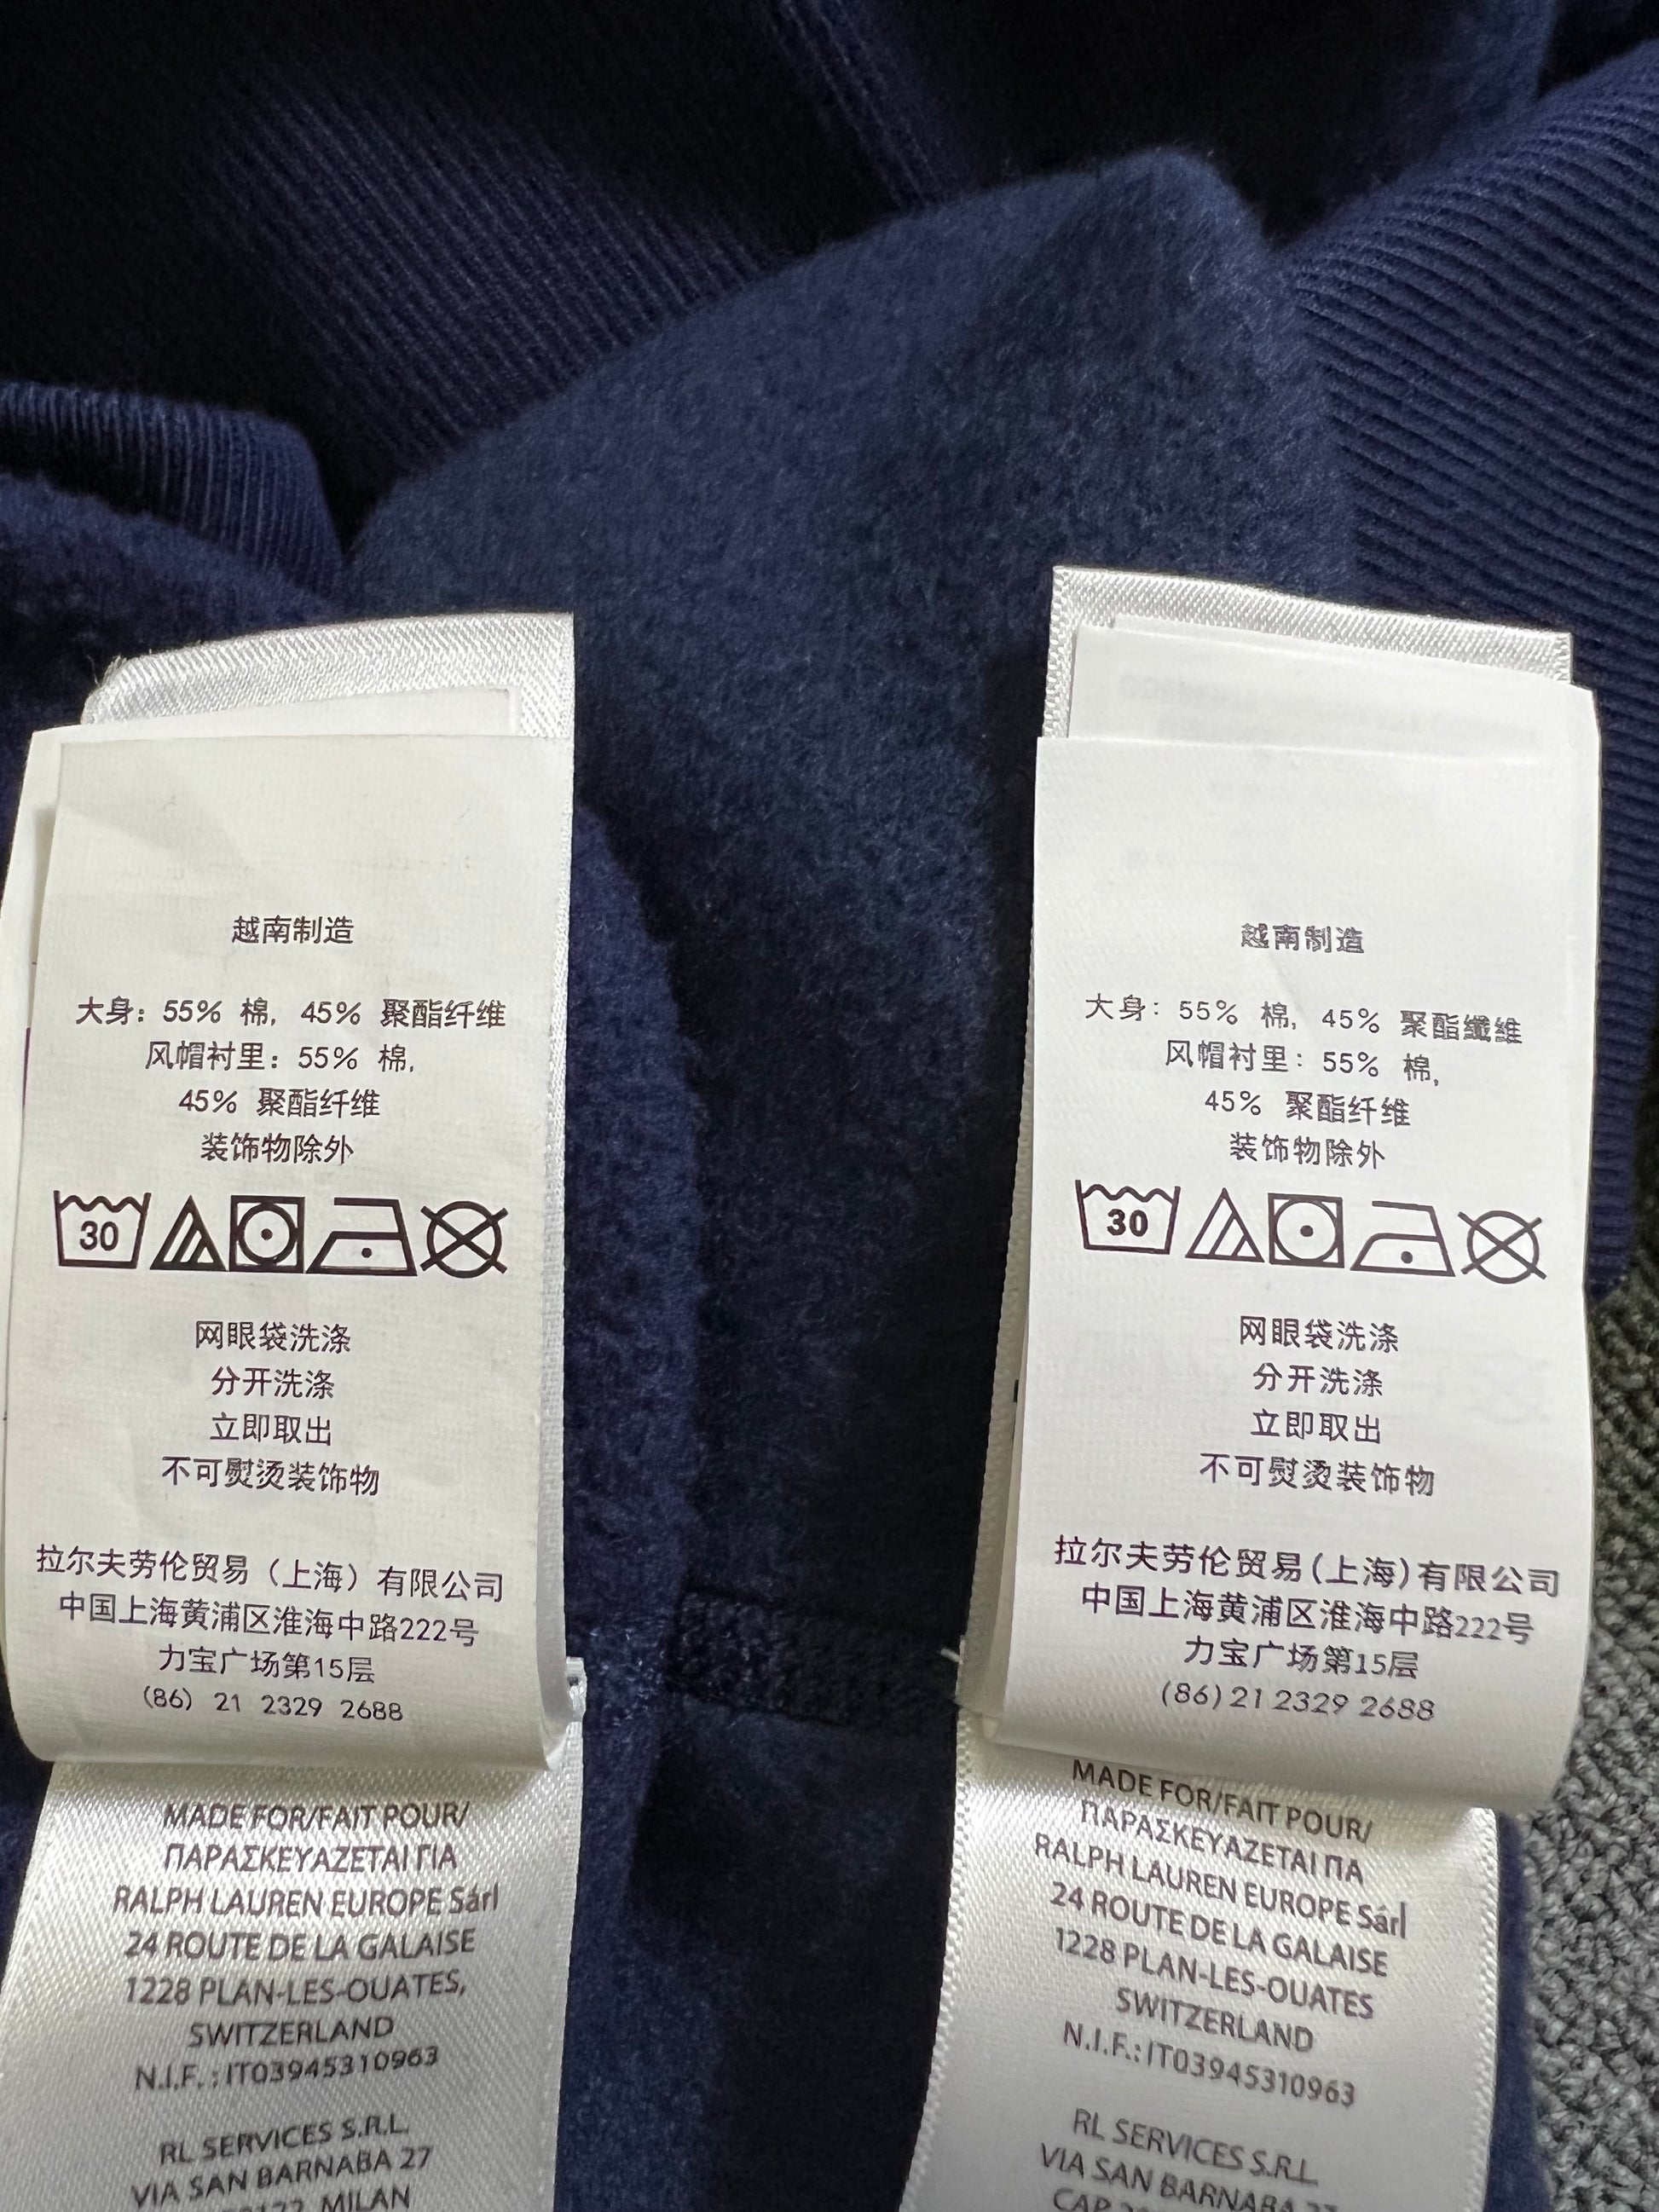 越南制造
大身：55% 棉，45% 聚酯纤维
风帽衬里：55% 棉，
45% 聚酯纤维
装饰物除外
30
网眼袋洗涤
分开洗涤
立即取出
不可熨烫装饰物
拉尔夫劳伦贸易（上海）有限公司
中国上海黄浦区淮海中路222号
力宝广场第15层
(86) 21 2329 2688
MADE FOR/FAIT POUR/
ΠΑΡΑΣΚΕΥΑΖΕΤΑΙ ΓΙΑ
RALPH LAUREN EUROPE Sárl
24 ROUTE DE LA GALAISE
1228 PLAN-LES-OUATES,
SWITZERLAND
N.I.F. : IT03945310963
RL SERVICES S.R.L.
VIA SAN BARNABA 27
MILAN
越南制造
大身：55% 棉，45% 聚酯纖维
风帽衬里：55% 棉，
45% 聚酯纤维
装饰物除外
30
网眼袋洗涤
分开洗涤
立即取出
不可熨烫装饰物
拉尔夫劳伦贸易(上海)有限公司
中国上海黄浦区淮海中路222号
力宝广场第15层
(86) 21 2329 2688
MADE FOR/FAIT POUR/
ΠΑΡΑΣΚΕΥΑΖΕΤΑΙ ΠΑ
RALPH LAUREN EUROPE Sárl
24 ROUTE DE LA GALAISE
1228 PLAN-LES-OUATES
SWITZERLAND
N.I.F.: IT03945310963
RL SERVICES S.R.L.
VIA SAN BARNABA
CAP